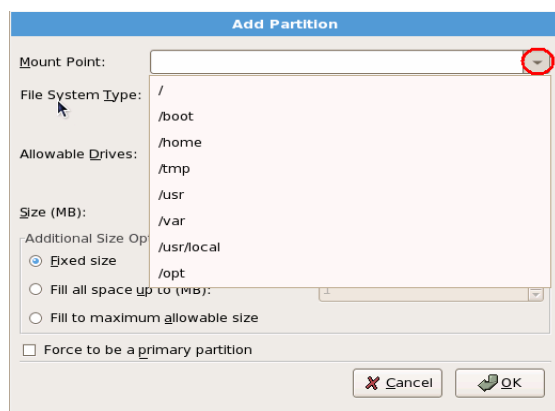 Add Partition
Mount Point:
File System Type:
/
/boot
/home
Allowable Drives:
/tmp
/usr
Size (MB):
/var
Additional Size Op
/usr/local
Fixed size
/opt
Fill all space up to (MB):
1
Fill to maximum allowable size
Force to be a primary partition
Cancel
OK